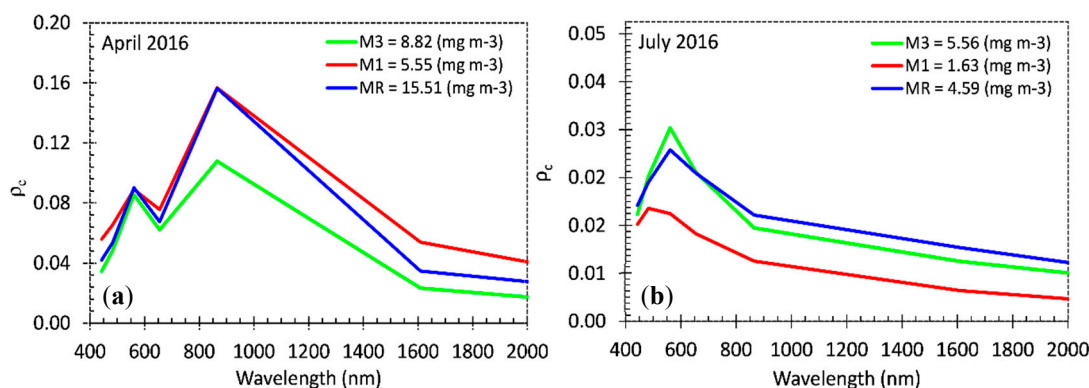 April 2016
M3 = 8.82 (mg m-3)
M1 = 5.55 (mg m-3)
MR = 15.51 (mg m-3)
0.20
0.16
0.12
0.08
0.04
0.00
ρc
(a)
400 600 800 1000 1200 1400 1600 1800 2000
Wavelength (nm)
July 2016
M3 = 5.56 (mg m-3)
M1 = 1.63 (mg m-3)
MR = 4.59 (mg m-3)
0.05
0.04
0.03
0.02
0.02
0.01
0.00
ρc
(b)
400 600 800 1000 1200 1400 1600 1800 2000
Wavelength (nm)